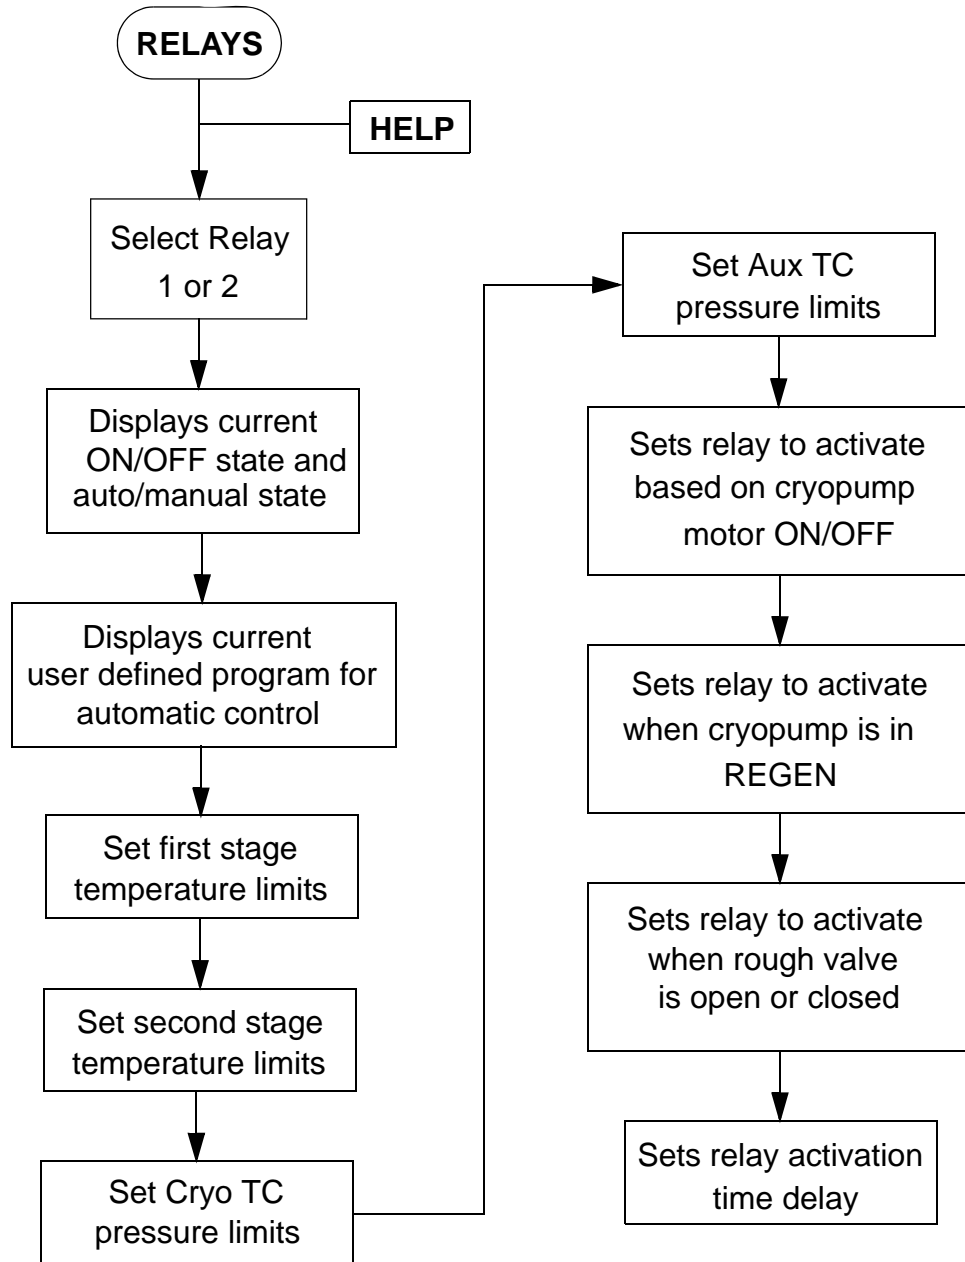 RELAYS
HELP
Select Relay
1 or 2
Displays current
ON/OFF state and
auto/manual state
Displays current
user defined program for
automatic control
Set first stage
temperature limits
Set second stage
temperature limits
Set Cryo TC
pressure limits
Set Aux TC
pressure limits
Sets relay to activate
based on cryopump
motor ON/OFF
Sets relay to activate
when cryopump is in
REGEN
Sets relay to activate
when rough valve
is open or closed
Sets relay activation
time delay